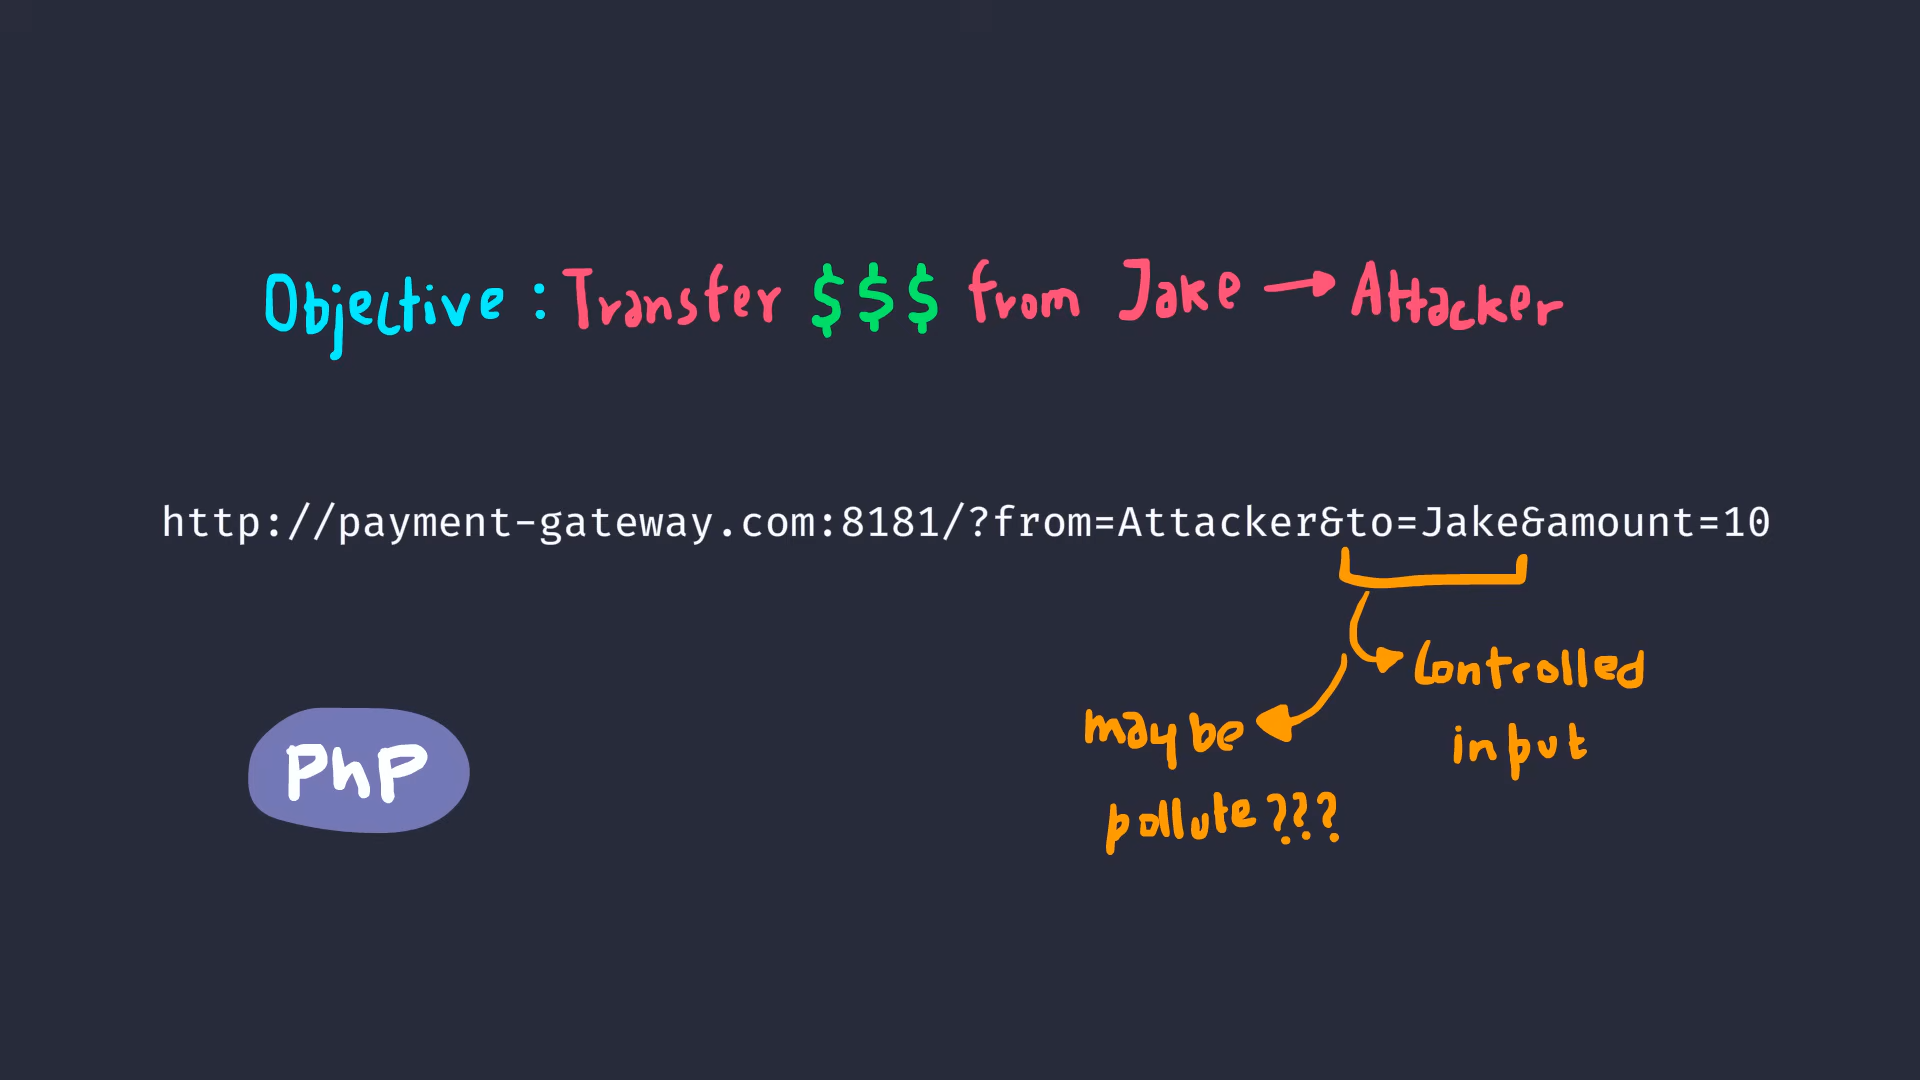 Objective : Transfer $$$ from Jake → Attacker
http://payment-gateway.com:8181/?from=Attacker&to=Jake&amount=10
Controlled
input
maybe
pollute???
PhP